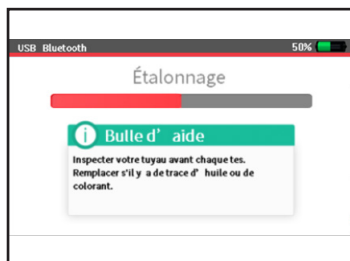 USB Bluetooth 50%
Étalonnage
i Bulle d' aide
Inspecter votre tuyau avant chaque tes.
Remplacer s'il y a de trace d' huile ou de
colorant.